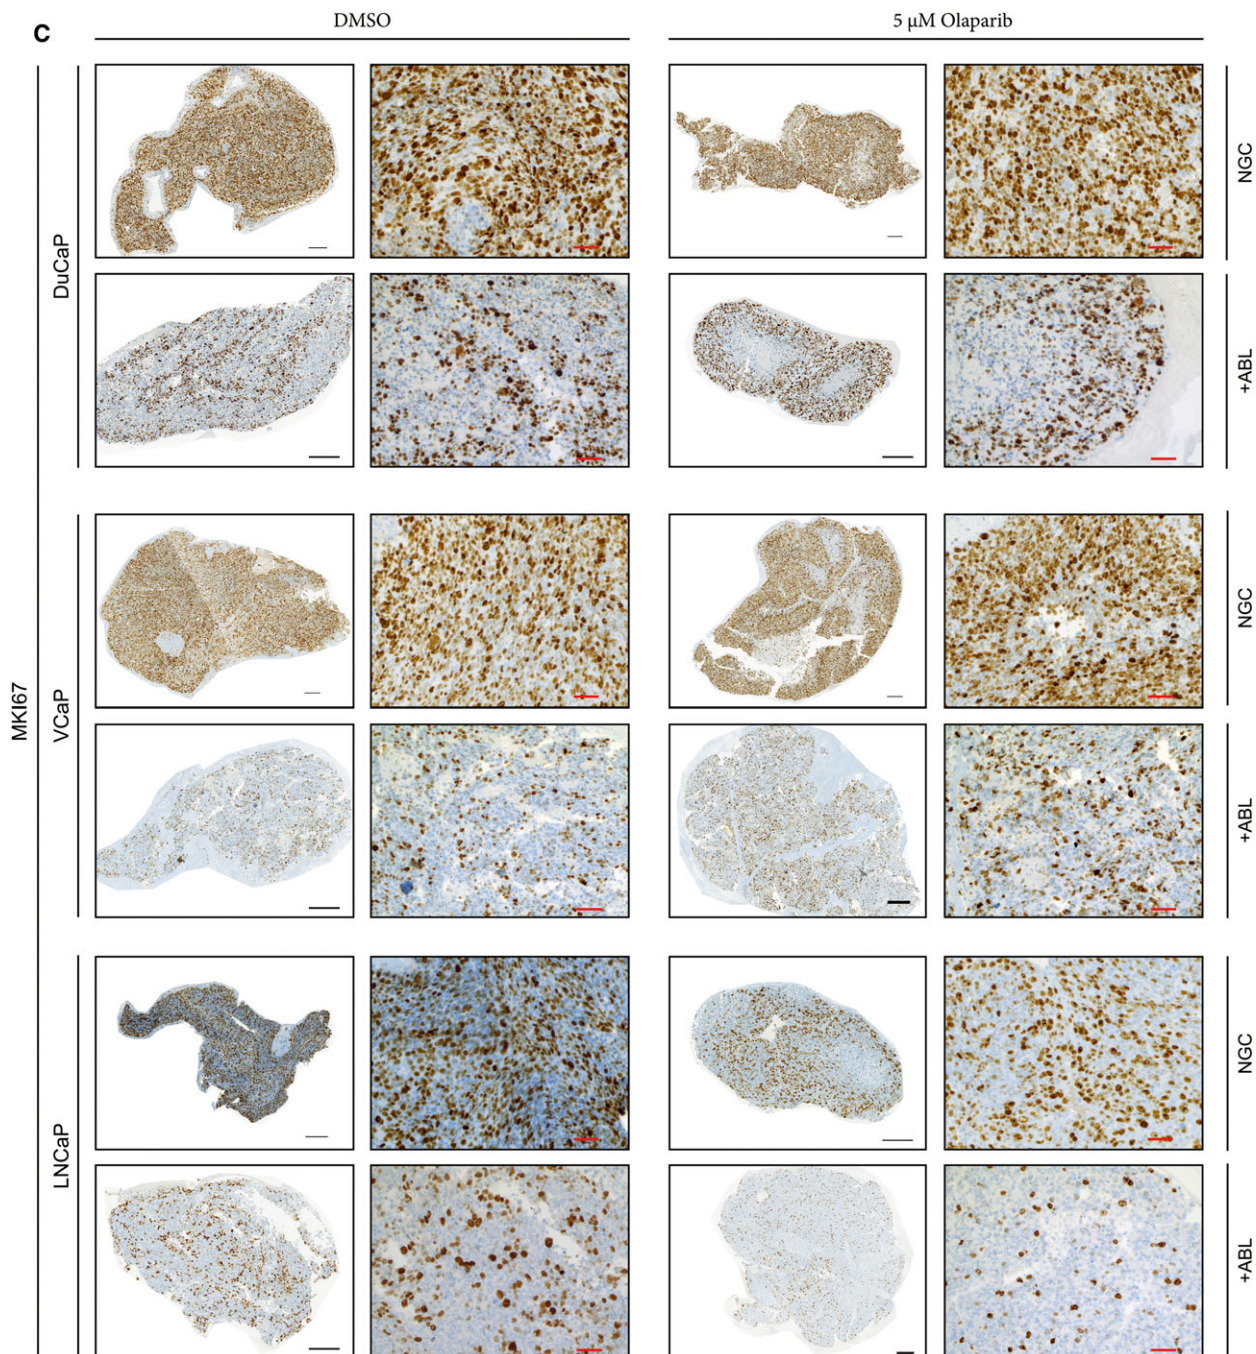 C
DMSO
5 µM Olaparib
MKI67
DuCaP
NGC
+ABL
VCaP
NGC
+ABL
LNCaP
NGC
+ABL